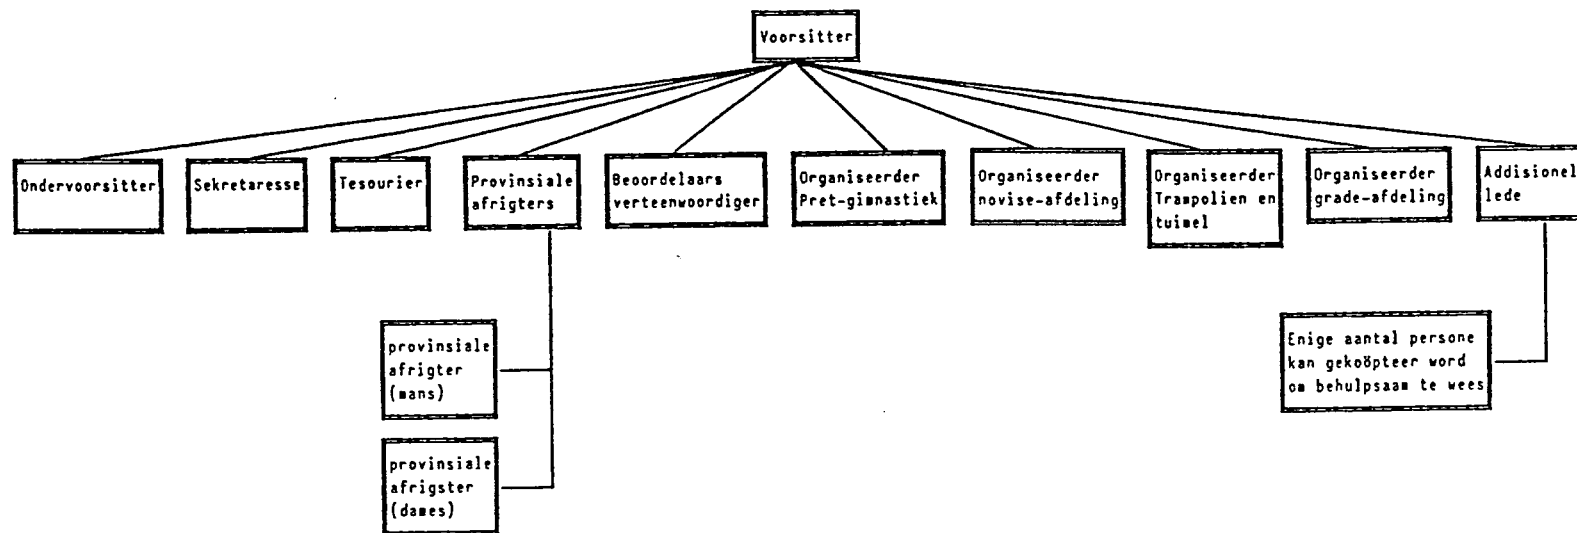 Voorsitter
Ondervoorsitter
Sekretaresse
Tesourier
Provinsiale
afrigters
Beoordelaars
verteenwoordiger
Organiseerder
Pret-gimnastiek
Organiseerder
novise-afdeling
Organiseerder
Trampolien en
tuimel
Organiseerder
grade-afdeling
Addisionel
lede
provinsiale
afrigter
(mans)
Enige aantal persone
kan gekoöpteer word
om behulpsaam te wees
provinsiale
afrigster
(dames)